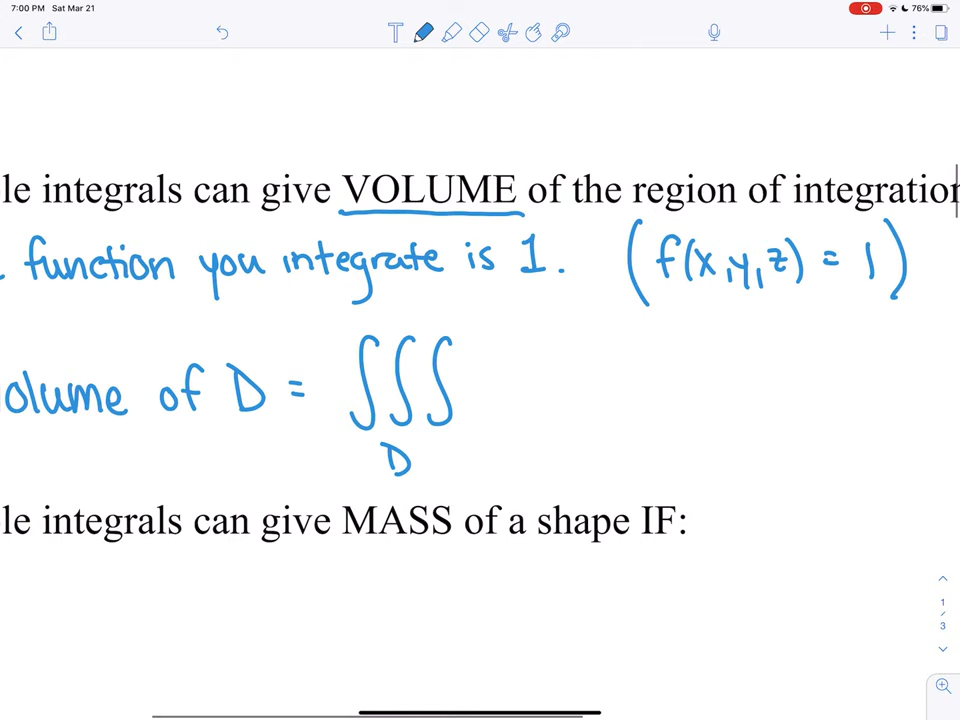 7:00 PM Sat Mar 21
76%
T
le integrals can give VOLUME of the region of integration
function you integrate is 1. (f(x,y,z) = 1)
olume of D = ∫∫∫
D
le integrals can give MASS of a shape IF:
1
/
3